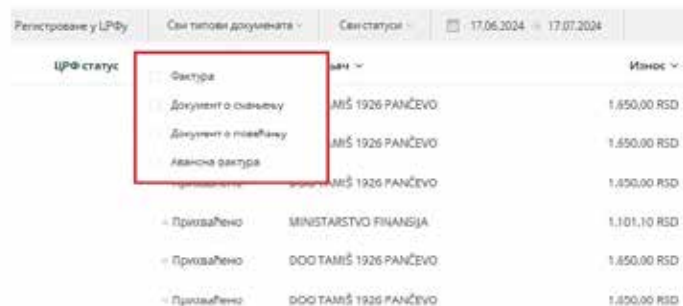 Регистроване у ЦРФу Сви типови докумената Сви статуси 17.06.2024 17.07.2024
ЦРФ статус Износ
Фактура
Документ о смањењу TAMIŠ 1926 PANČEVO 1.650,00 RSD
Документ о повећању TAMIŠ 1926 PANČEVO 1.650,00 RSD
Авансна фактура
DOO TAMIŠ 1926 PANČEVO 1.650,00 RSD
Прихваћено MINISTARSTVO FINANSIJA 1.101,10 RSD
Прихваћено DOO TAMIŠ 1926 PANČEVO 1.650,00 RSD
Прихваћено DOO TAMIŠ 1926 PANČEVO 1.650,00 RSD